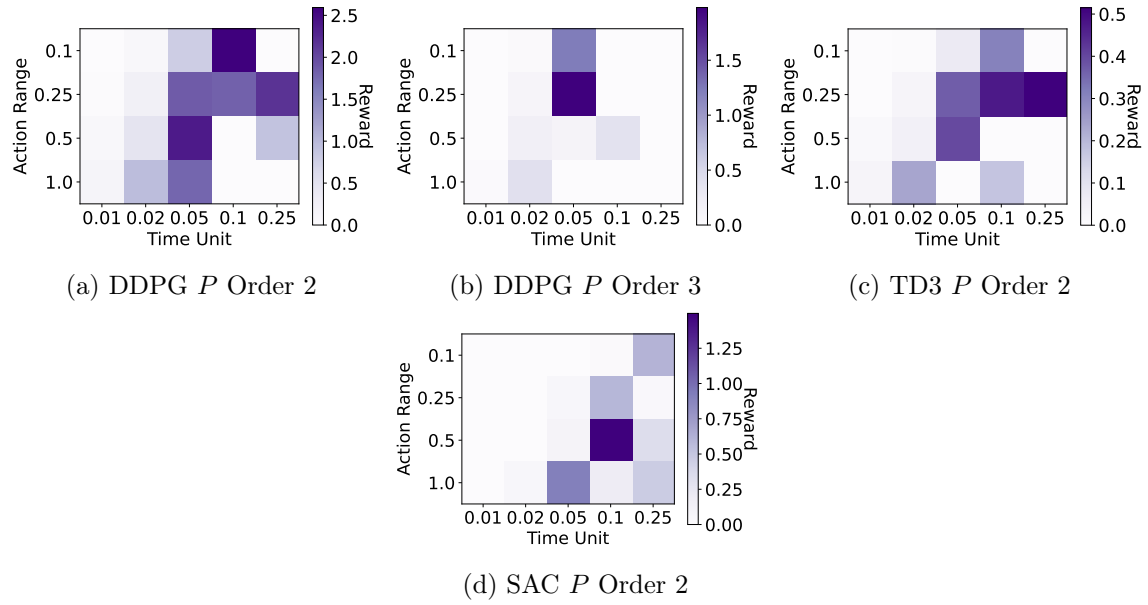 0.1
0.25
0.5
1.0
Action Range
0.01 0.02 0.05 0.1 0.25
Time Unit
2.5
2.0
1.5
1.0
0.5
0.0
Reward
(a) DDPG P Order 2
0.1
0.25
0.5
1.0
Action Range
0.01 0.02 0.05 0.1 0.25
Time Unit
1.5
1.0
0.5
0.0
Reward
(b) DDPG P Order 3
0.1
0.25
0.5
1.0
Action Range
0.01 0.02 0.05 0.1 0.25
Time Unit
0.5
0.4
0.3
0.2
0.1
0.0
Reward
(c) TD3 P Order 2
0.1
0.25
0.5
1.0
Action Range
0.01 0.02 0.05 0.1 0.25
Time Unit
1.25
1.00
0.75
0.50
0.25
0.00
Reward
(d) SAC P Order 2